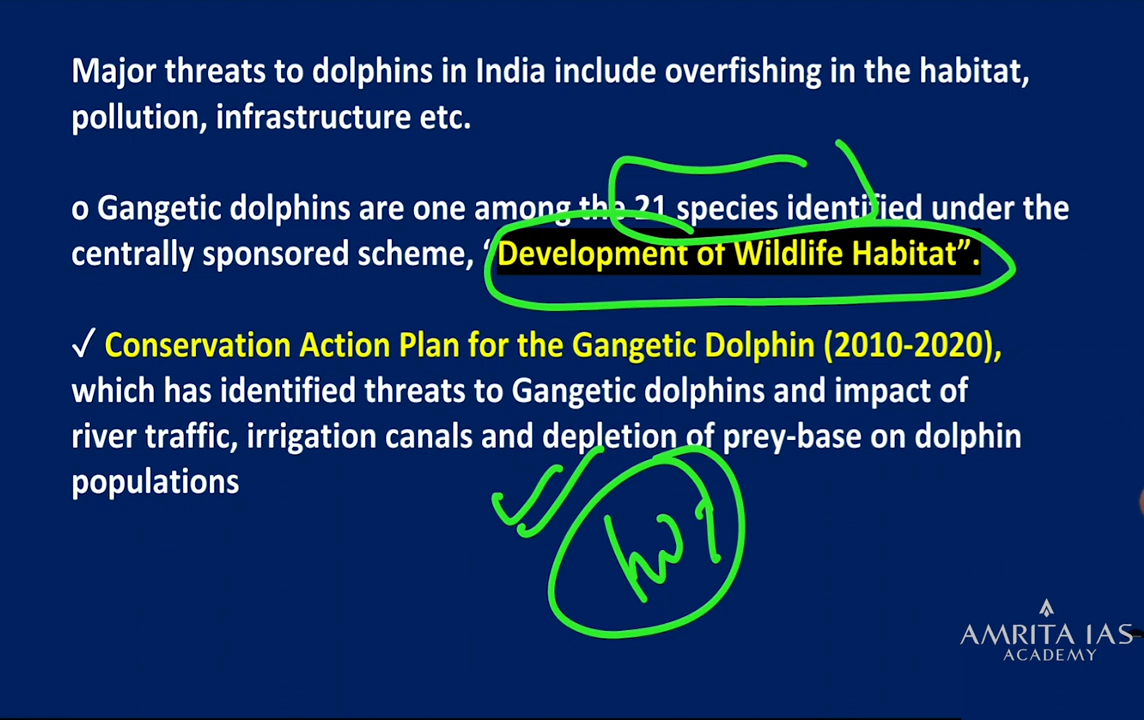 Major threats to dolphins in India include overfishing in the habitat,
pollution, infrastructure etc.
o Gangetic dolphins are one among the 21 species identified under the
centrally sponsored scheme, “Development of Wildlife Habitat”.
✓ Conservation Action Plan for the Gangetic Dolphin (2010-2020),
which has identified threats to Gangetic dolphins and impact of
river traffic, irrigation canals and depletion of prey-base on dolphin
populations
AMRITA IAS
ACADEMY